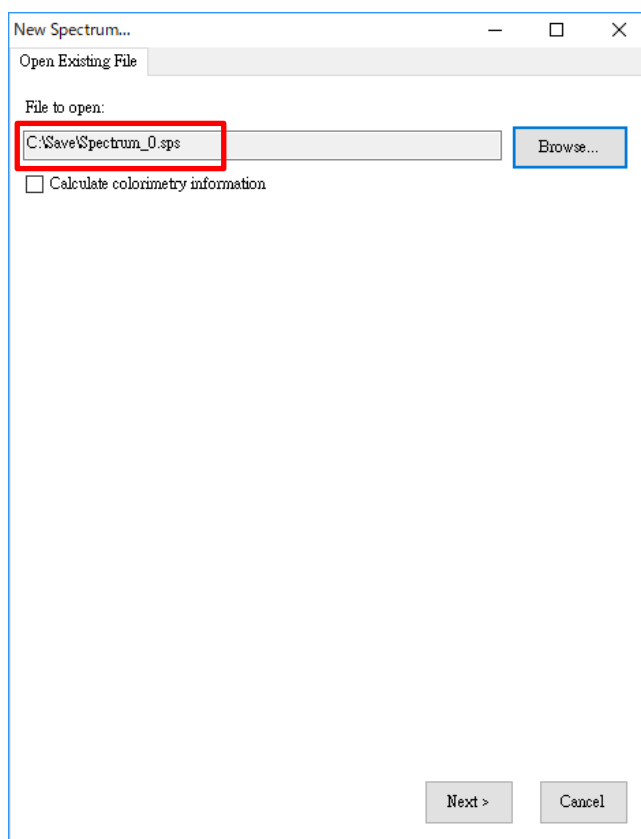 New Spectrum...
Open Existing File
File to open:
C:\Save\Spectrum_0.sps
Browse...
Calculate colorimetry information
Next >
Cancel